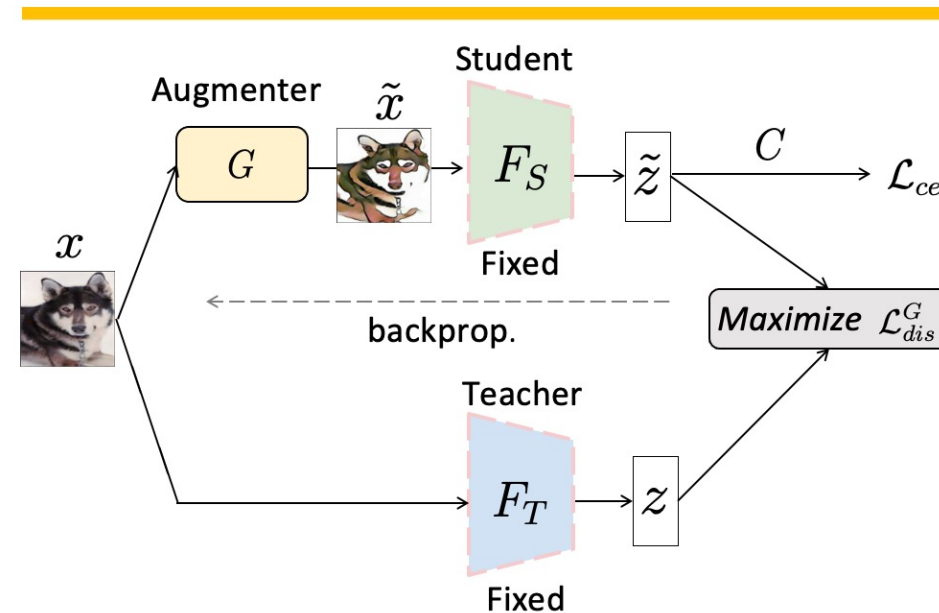 Student
Augmenter
x̃
G
F_S
z̃
C
ℒ_ce
x
Fixed
Maximize ℒ^G_dis
backprop.
Teacher
F_T
z
Fixed